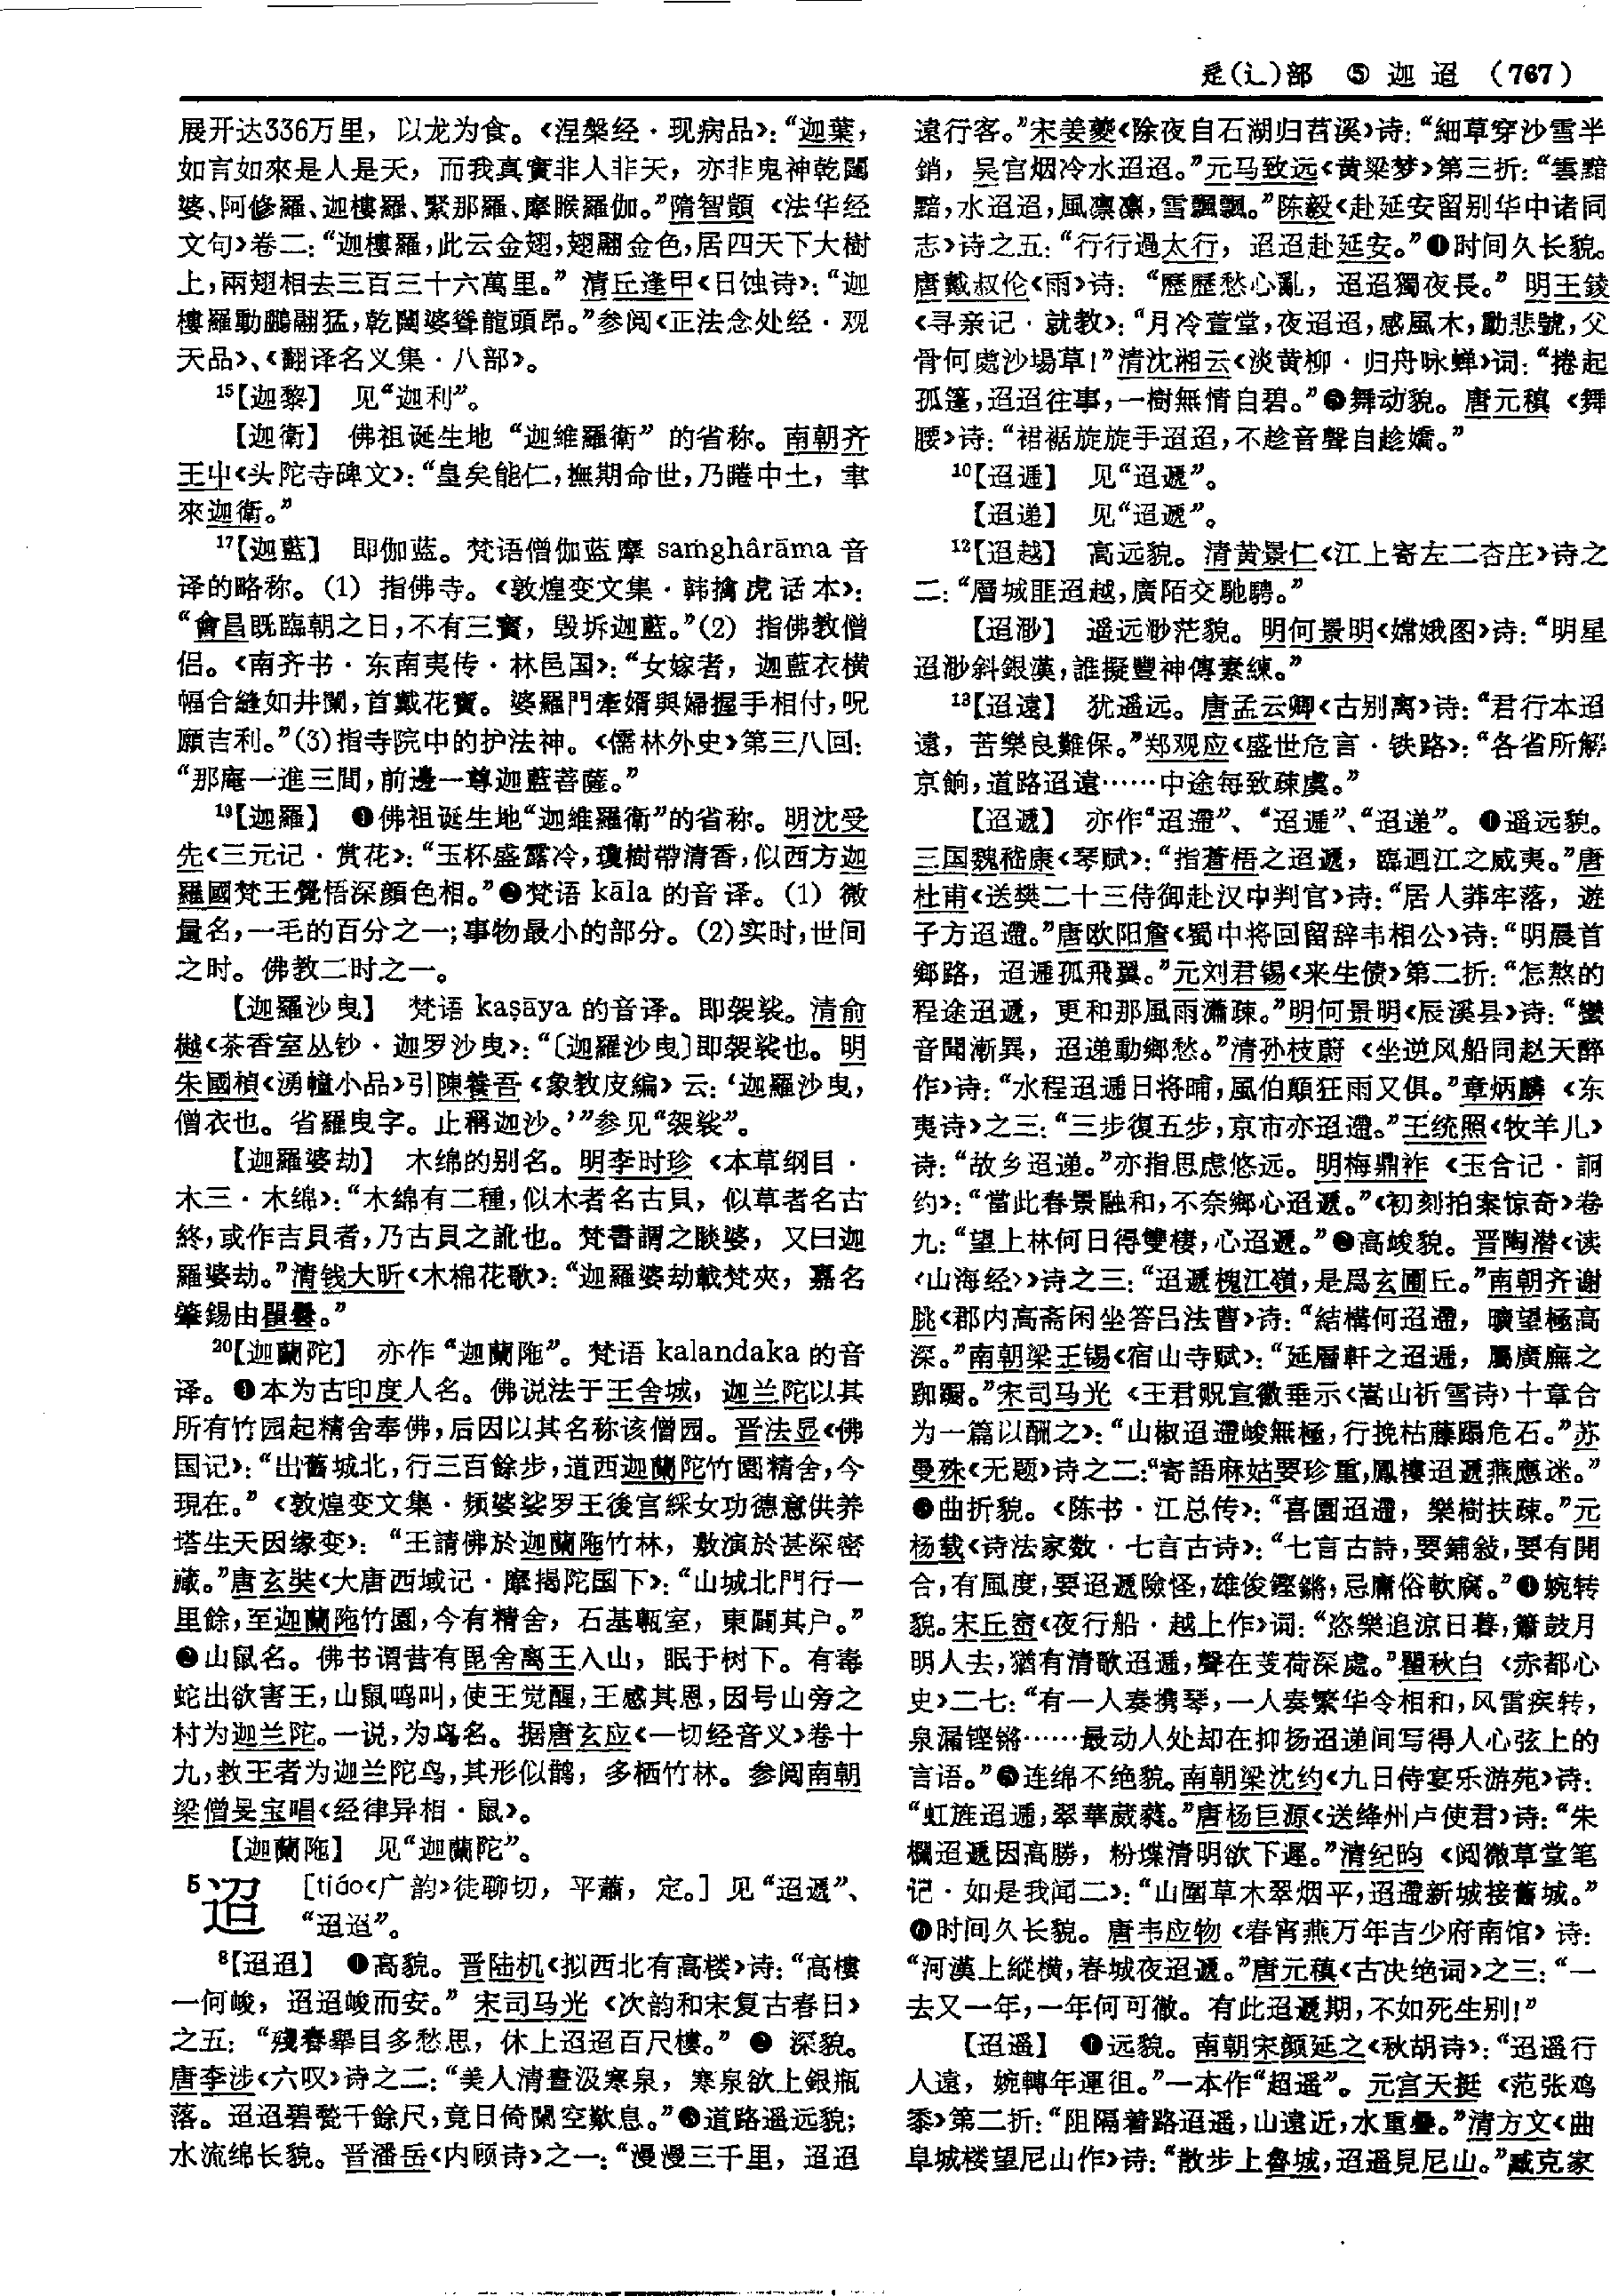 辵(辶)部 ⑤ 迦 迢 (767)
展开达336万里，以龙为食。《涅槃经·现病品》：“迦葉，
如言如來是人是天，而我真實非人非天，亦非鬼神乾闥
婆、阿修羅、迦樓羅、緊那羅、摩睺羅伽。”隋智顗《法华经
文句》卷二：“迦樓羅，此云金翅，翅翮金色，居四天下大樹
上，兩翅相去三百三十六萬里。”清丘逢甲《日蚀诗》：“迦
樓羅動鵬翮猛，乾闥婆聳龍頭昂。”参阅《正法念处经·观
天品》、《翻译名义集·八部》。
15【迦黎】 见“迦利”。
【迦衛】 佛祖诞生地“迦維羅衛”的省称。南朝齐
王屮《头陀寺碑文》：“皇矣能仁，撫期命世，乃睠中土，聿
來迦衛。”
17【迦藍】 即伽蓝。梵语僧伽蓝摩 saṁghârāma 音
译的略称。(1) 指佛寺。《敦煌变文集·韩擒虎话本》：
“會昌既臨朝之日，不有三寶，毁坼迦藍。”(2) 指佛教僧
侣。《南齐书·东南夷传·林邑国》：“女嫁者，迦藍衣横
幅合縫如井闌，首戴花寶。婆羅門牽婿與婦握手相付，呪
願吉利。”(3)指寺院中的护法神。《儒林外史》第三八回：
“那庵一進三間，前邊一尊迦藍菩薩。”
19【迦羅】 ❶佛祖诞生地“迦維羅衛”的省称。明沈受
先《三元记·赏花》：“玉杯盛露冷，瓊樹帶清香，似西方迦
羅國梵王覺悟深顔色相。”❷梵语 kāla 的音译。(1) 微
量名，一毛的百分之一；事物最小的部分。(2)实时，世间
之时。佛教二时之一。
【迦羅沙曳】 梵语 kaṣāya 的音译。即袈裟。清俞
樾《茶香室丛钞·迦罗沙曳》：“〔迦羅沙曳〕即袈裟也。明
朱國楨《湧幢小品》引陳養吾《象教皮編》云：‘迦羅沙曳，
僧衣也。省羅曳字。止稱迦沙。’”参见“袈裟”。
【迦羅婆劫】 木绵的别名。明李时珍《本草纲目·
木三·木绵》：“木綿有二種，似木者名古貝，似草者名古
終，或作吉貝者，乃古貝之訛也。梵書謂之睒婆，又曰迦
羅婆劫。”清钱大昕《木棉花歌》：“迦羅婆劫載梵夾，嘉名
肇錫由瞿曇。”
20【迦蘭陀】 亦作“迦蘭陁”。梵语 kalandaka 的音
译。❶本为古印度人名。佛说法于王舍城，迦兰陀以其
所有竹园起精舍奉佛，后因以其名称该僧园。晋法显《佛
国记》：“出舊城北，行三百餘步，道西迦蘭陀竹園精舍，今
現在。”《敦煌变文集·频婆娑罗王後宫綵女功德意供养
塔生天因缘变》：“王請佛於迦蘭陁竹林，敷演於甚深密
藏。”唐玄奘《大唐西域记·摩揭陀国下》：“山城北門行一
里餘，至迦蘭陁竹園，今有精舍，石基甎室，東闢其户。”
❷山鼠名。佛书谓昔有毘舍离王入山，眠于树下。有毒
蛇出欲害王，山鼠鸣叫，使王觉醒，王感其恩，因号山旁之
村为迦兰陀。一说，为鸟名。据唐玄应《一切经音义》卷十
九，救王者为迦兰陀鸟，其形似鹊，多栖竹林。参阅南朝
梁僧旻宝唱《经律异相·鼠》。
【迦蘭陁】 见“迦蘭陀”。
5迢 [tiáo《广韵》徒聊切，平蕭，定。] 见“迢遞”、
“迢迢”。
8【迢迢】 ❶高貌。晋陆机《拟西北有高楼》诗：“高樓
一何峻，迢迢峻而安。”宋司马光《次韵和宋复古春日》
之五：“殘春舉目多愁思，休上迢迢百尺樓。”❷ 深貌。
唐李涉《六叹》诗之二：“美人清晝汲寒泉，寒泉欲上銀瓶
落。迢迢碧甃千餘尺，竟日倚闌空歎息。”❸道路遥远貌；
水流绵长貌。晋潘岳《内顾诗》之一：“漫漫三千里，迢迢
遠行客。”宋姜夔《除夜自石湖归苕溪》诗：“細草穿沙雪半
銷，吴宫烟冷水迢迢。”元马致远《黄粱梦》第三折：“雲黯
黯，水迢迢，風凛凛，雪飄飄。”陈毅《赴延安留别华中诸同
志》诗之五：“行行過太行，迢迢赴延安。”❹时间久长貌。
唐戴叔伦《雨》诗：“歷歷愁心亂，迢迢獨夜長。”明王錂
《寻亲记·就教》：“月冷萱堂，夜迢迢，感風木，動悲號，父
骨何處沙場草！”清沈湘云《淡黄柳·归舟咏蝉》词：“捲起
孤篷，迢迢往事，一樹無情自碧。”❺舞动貌。唐元稹《舞
腰》诗：“裙裾旋旋手迢迢，不趁音聲自趁嬌。”
10【迢逓】 见“迢遞”。
【迢递】 见“迢遞”。
12【迢越】 高远貌。清黄景仁《江上寄左二杏庄》诗之
二：“層城匪迢越，廣陌交馳騁。”
【迢渺】 遥远渺茫貌。明何景明《嫦娥图》诗：“明星
迢渺斜銀漢，誰擬豐神傳素練。”
13【迢遠】 犹遥远。唐孟云卿《古别离》诗：“君行本迢
遠，苦樂良難保。”郑观应《盛世危言·铁路》：“各省所解
京餉，道路迢遠……中途每致疎虞。”
【迢遞】 亦作“迢遰”、“迢逓”、“迢递”。❶遥远貌。
三国魏嵇康《琴赋》：“指蒼梧之迢遞，臨迴江之威夷。”唐
杜甫《送樊二十三侍御赴汉中判官》诗：“居人莽牢落，遊
子方迢遰。”唐欧阳詹《蜀中将回留辞韦相公》诗：“明晨首
鄉路，迢逓孤飛翼。”元刘君锡《来生债》第二折：“怎熬的
程途迢遞，更和那風雨瀟疎。”明何景明《辰溪县》诗：“蠻
音聞漸異，迢递動鄉愁。”清孙枝蔚《坐逆风船同赵天醉
作》诗：“水程迢逓日将晡，風伯顛狂雨又俱。”章炳麟《东
夷诗》之三：“三步復五步，京市亦迢遰。”王统照《牧羊儿》
诗：“故乡迢递。”亦指思虑悠远。明梅鼎祚《玉合记·詗
约》：“當此春景融和，不奈鄉心迢遞。”《初刻拍案惊奇》卷
九：“望上林何日得雙棲，心迢遞。”❷高峻貌。晋陶潜《读
〈山海经〉》诗之三：“迢遞槐江嶺，是爲玄圃丘。”南朝齐谢
朓《郡内高斋闲坐答吕法曹》诗：“結構何迢遰，曠望極高
深。”南朝梁王锡《宿山寺赋》：“延層軒之迢逓，屬廣廡之
踟躕。”宋司马光《王君贶宣徽垂示〈嵩山祈雪诗〉十章合
为一篇以酬之》：“山椒迢遰峻無極，行挽枯藤蹋危石。”苏
曼殊《无题》诗之二：“寄語麻姑要珍重，鳳樓迢遞燕應迷。”
❸曲折貌。《陈书·江总传》：“喜園迢遰，樂樹扶疎。”元
杨载《诗法家数·七言古诗》：“七言古詩，要鋪敍，要有開
合，有風度，要迢遞險怪，雄俊鏗鏘，忌庸俗軟腐。”❹婉转
貌。宋丘崈《夜行船·越上作》词：“恣樂追涼日暮，簫鼓月
明人去，猶有清歌迢逓，聲在芰荷深處。”瞿秋白《赤都心
史》二七：“有一人奏携琴，一人奏繁华令相和，风雷疾转，
泉漏铿锵……最动人处却在抑扬迢递间写得人心弦上的
言语。”❺连绵不绝貌。南朝梁沈约《九日侍宴乐游苑》诗：
“虹旌迢逓，翠華葳蕤。”唐杨巨源《送绛州卢使君》诗：“朱
欄迢遞因高勝，粉堞清明欲下遲。”清纪昀《阅微草堂笔
记·如是我闻二》：“山圍草木翠烟平，迢遰新城接舊城。”
❻时间久长貌。唐韦应物《春宵燕万年吉少府南馆》诗：
“河漢上縱横，春城夜迢遞。”唐元稹《古决绝词》之三：“一
去又一年，一年何可徹。有此迢遞期，不如死生别！”
【迢遥】 ❶远貌。南朝宋颜延之《秋胡诗》：“迢遥行
人遠，婉轉年運徂。”一本作“超遥”。元宫天挺《范张鸡
黍》第二折：“阻隔着路迢遥，山遠近，水重疊。”清方文《曲
阜城楼望尼山作》诗：“散步上魯城，迢遥見尼山。”臧克家